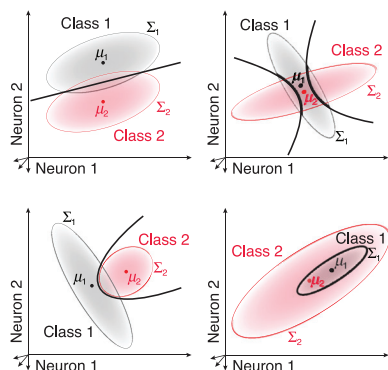 Class 1
Σ1
μ1
μ2
Σ2
Class 2
Neuron 2
Neuron 1
Class 1
Class 2
μ1
μ2
Σ2
Σ1
Neuron 2
Neuron 1
Class 2
Σ2
μ1
μ2
Class 1
Neuron 2
Neuron 1
Class 1
Class 2
Σ1
μ1
μ2
Σ2
Neuron 2
Neuron 1